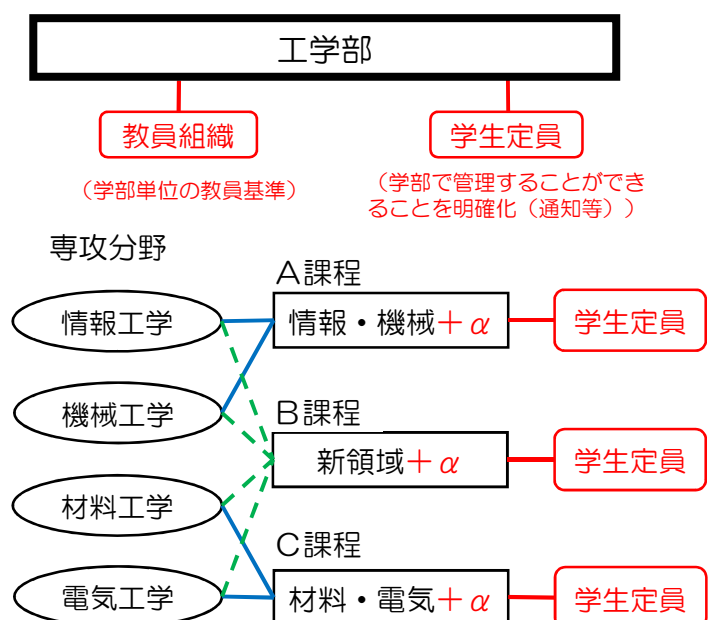 工学部
教員組織
学生定員
（学部単位の教員基準）
（学部で管理することができ
ることを明確化（通知等））
専攻分野
Ａ課程
情報工学
情報・機械＋α
学生定員
機械工学
Ｂ課程
新領域＋α
学生定員
材料工学
Ｃ課程
電気工学
材料・電気＋α
学生定員